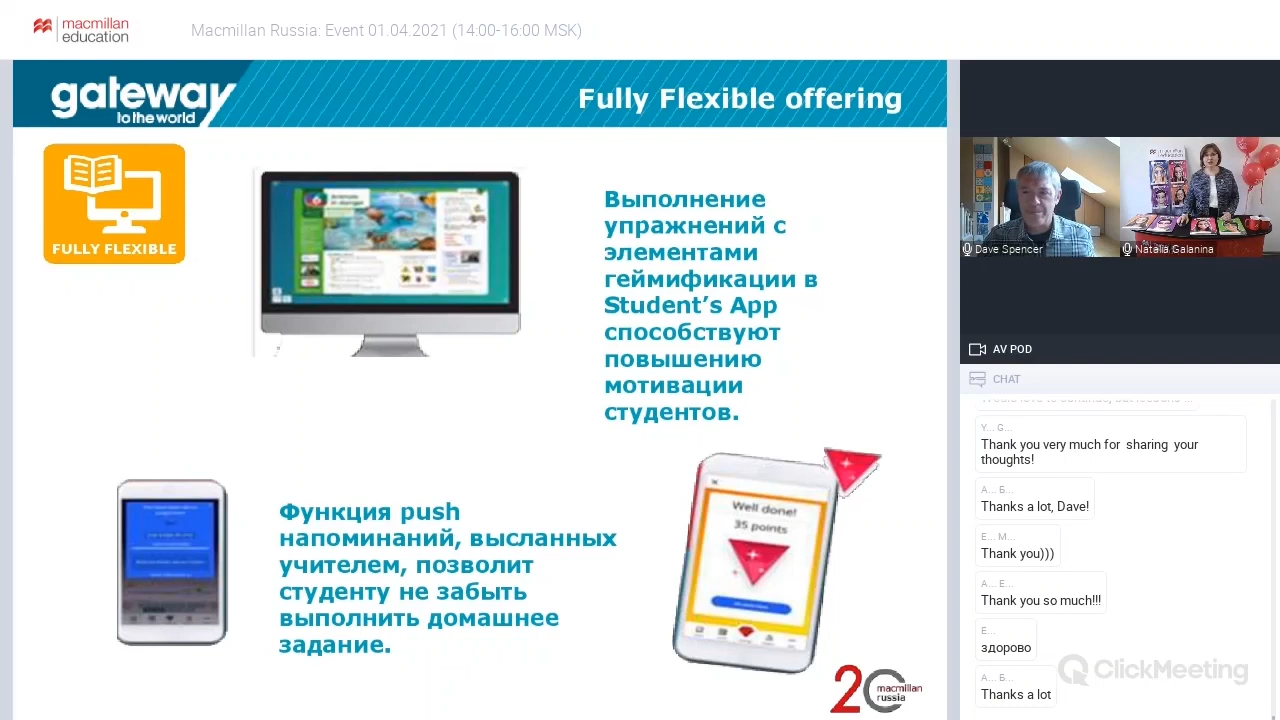 macmillan
education
Macmillan Russia: Event 01.04.2021 (14:00-16:00 MSK)
gateway
to the world
Fully Flexible offering
FULLY FLEXIBLE
Выполнение
упражнений с
элементами
геймификации в
Student’s App
способствуют
повышению
мотивации
студентов.
Функция push
напоминаний, высланных
учителем, позволит
студенту не забыть
выполнить домашнее
задание.
Well done!
35 points
20
macmillan
russia
Dave Spencer
Natalia Galanina
AV POD
CHAT
Y... G...
Thank you very much for sharing your
thoughts!
А... Б...
Thanks a lot, Dave!
Е... М...
Thank you)))
А... Е...
Thank you so much!!!
Е...
здорово
А... Б...
Thanks a lot
ClickMeeting